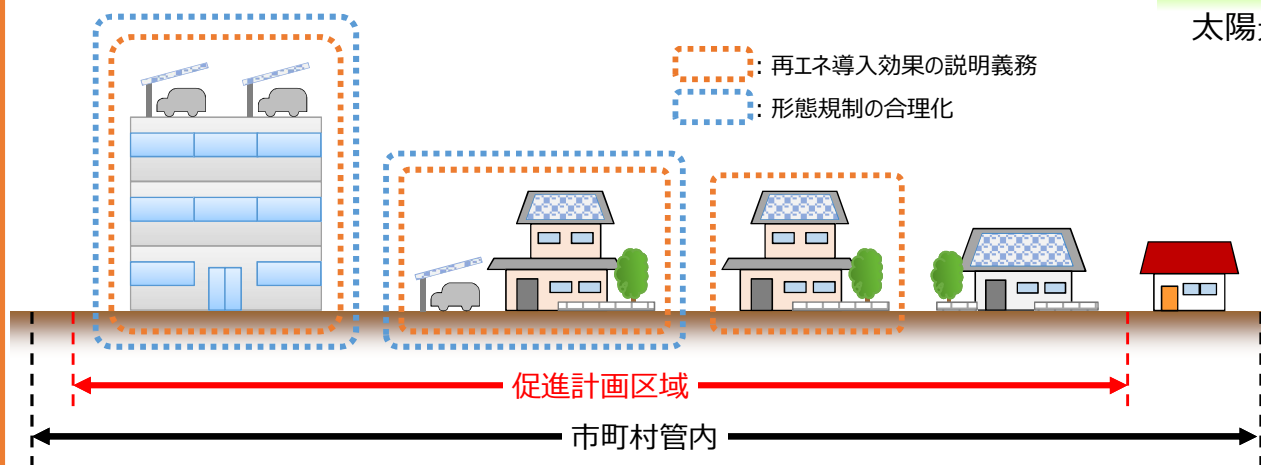 太陽
: 再エネ導入効果の説明義務
: 形態規制の合理化
促進計画区域
市町村管内